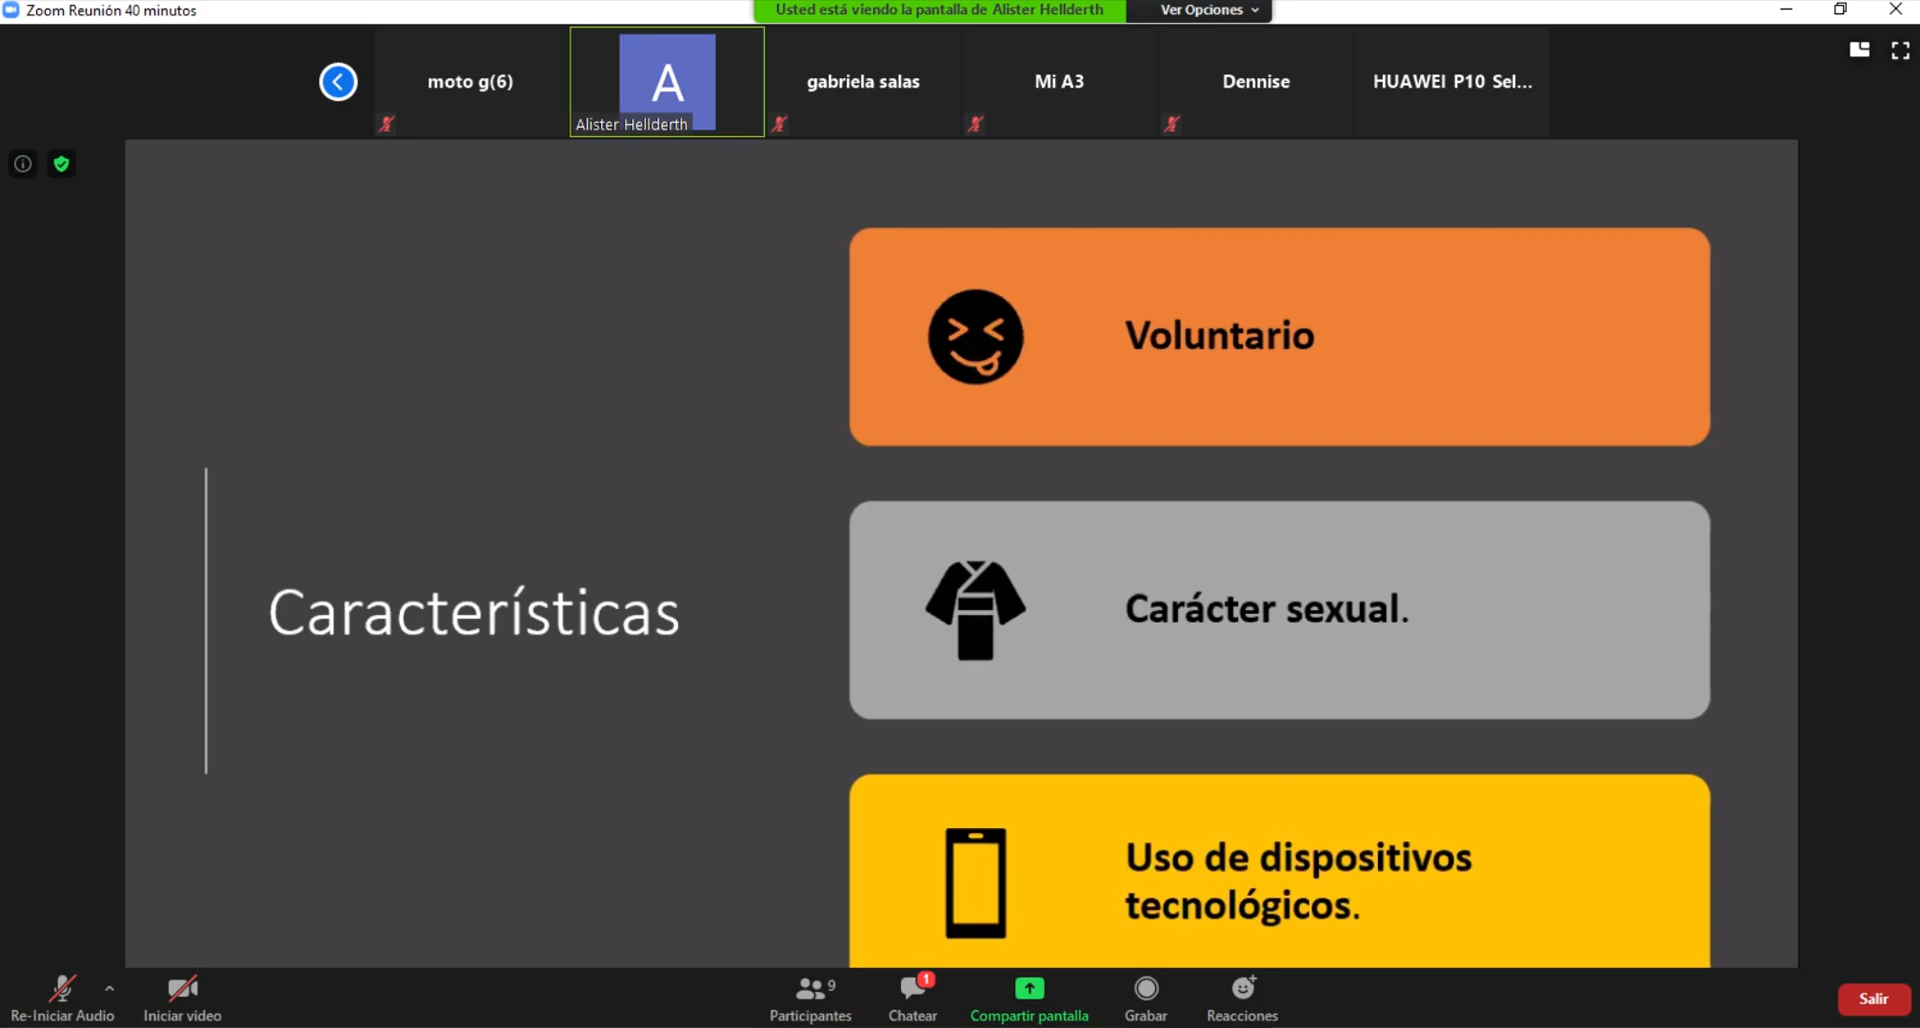 Zoom Reunión 40 minutos
Usted está viendo la pantalla de Alister Hellderth
Ver Opciones
moto g(6)
A
Alister Hellderth
gabriela salas
Mi A3
Dennise
HUAWEI P10 Sel...
Voluntario
Características
Carácter sexual.
Uso de dispositivos
tecnológicos.
Re-Iniciar Audio
Iniciar video
9
Participantes
1
Chatear
Compartir pantalla
Grabar
Reacciones
Salir